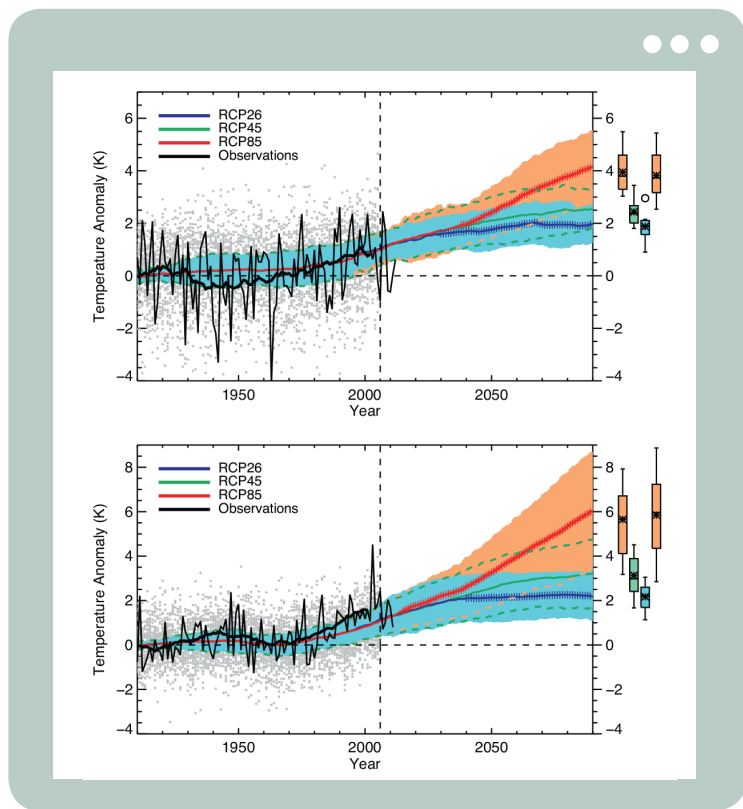 6
4
2
0
−2
−4
Temperature Anomaly (K)
RCP26
RCP45
RCP85
Observations
6
4
2
0
−2
−4
1950
2000
2050
Year
8
6
4
2
0
−2
−4
Temperature Anomaly (K)
RCP26
RCP45
RCP85
Observations
8
6
4
2
0
−2
−4
1950
2000
2050
Year